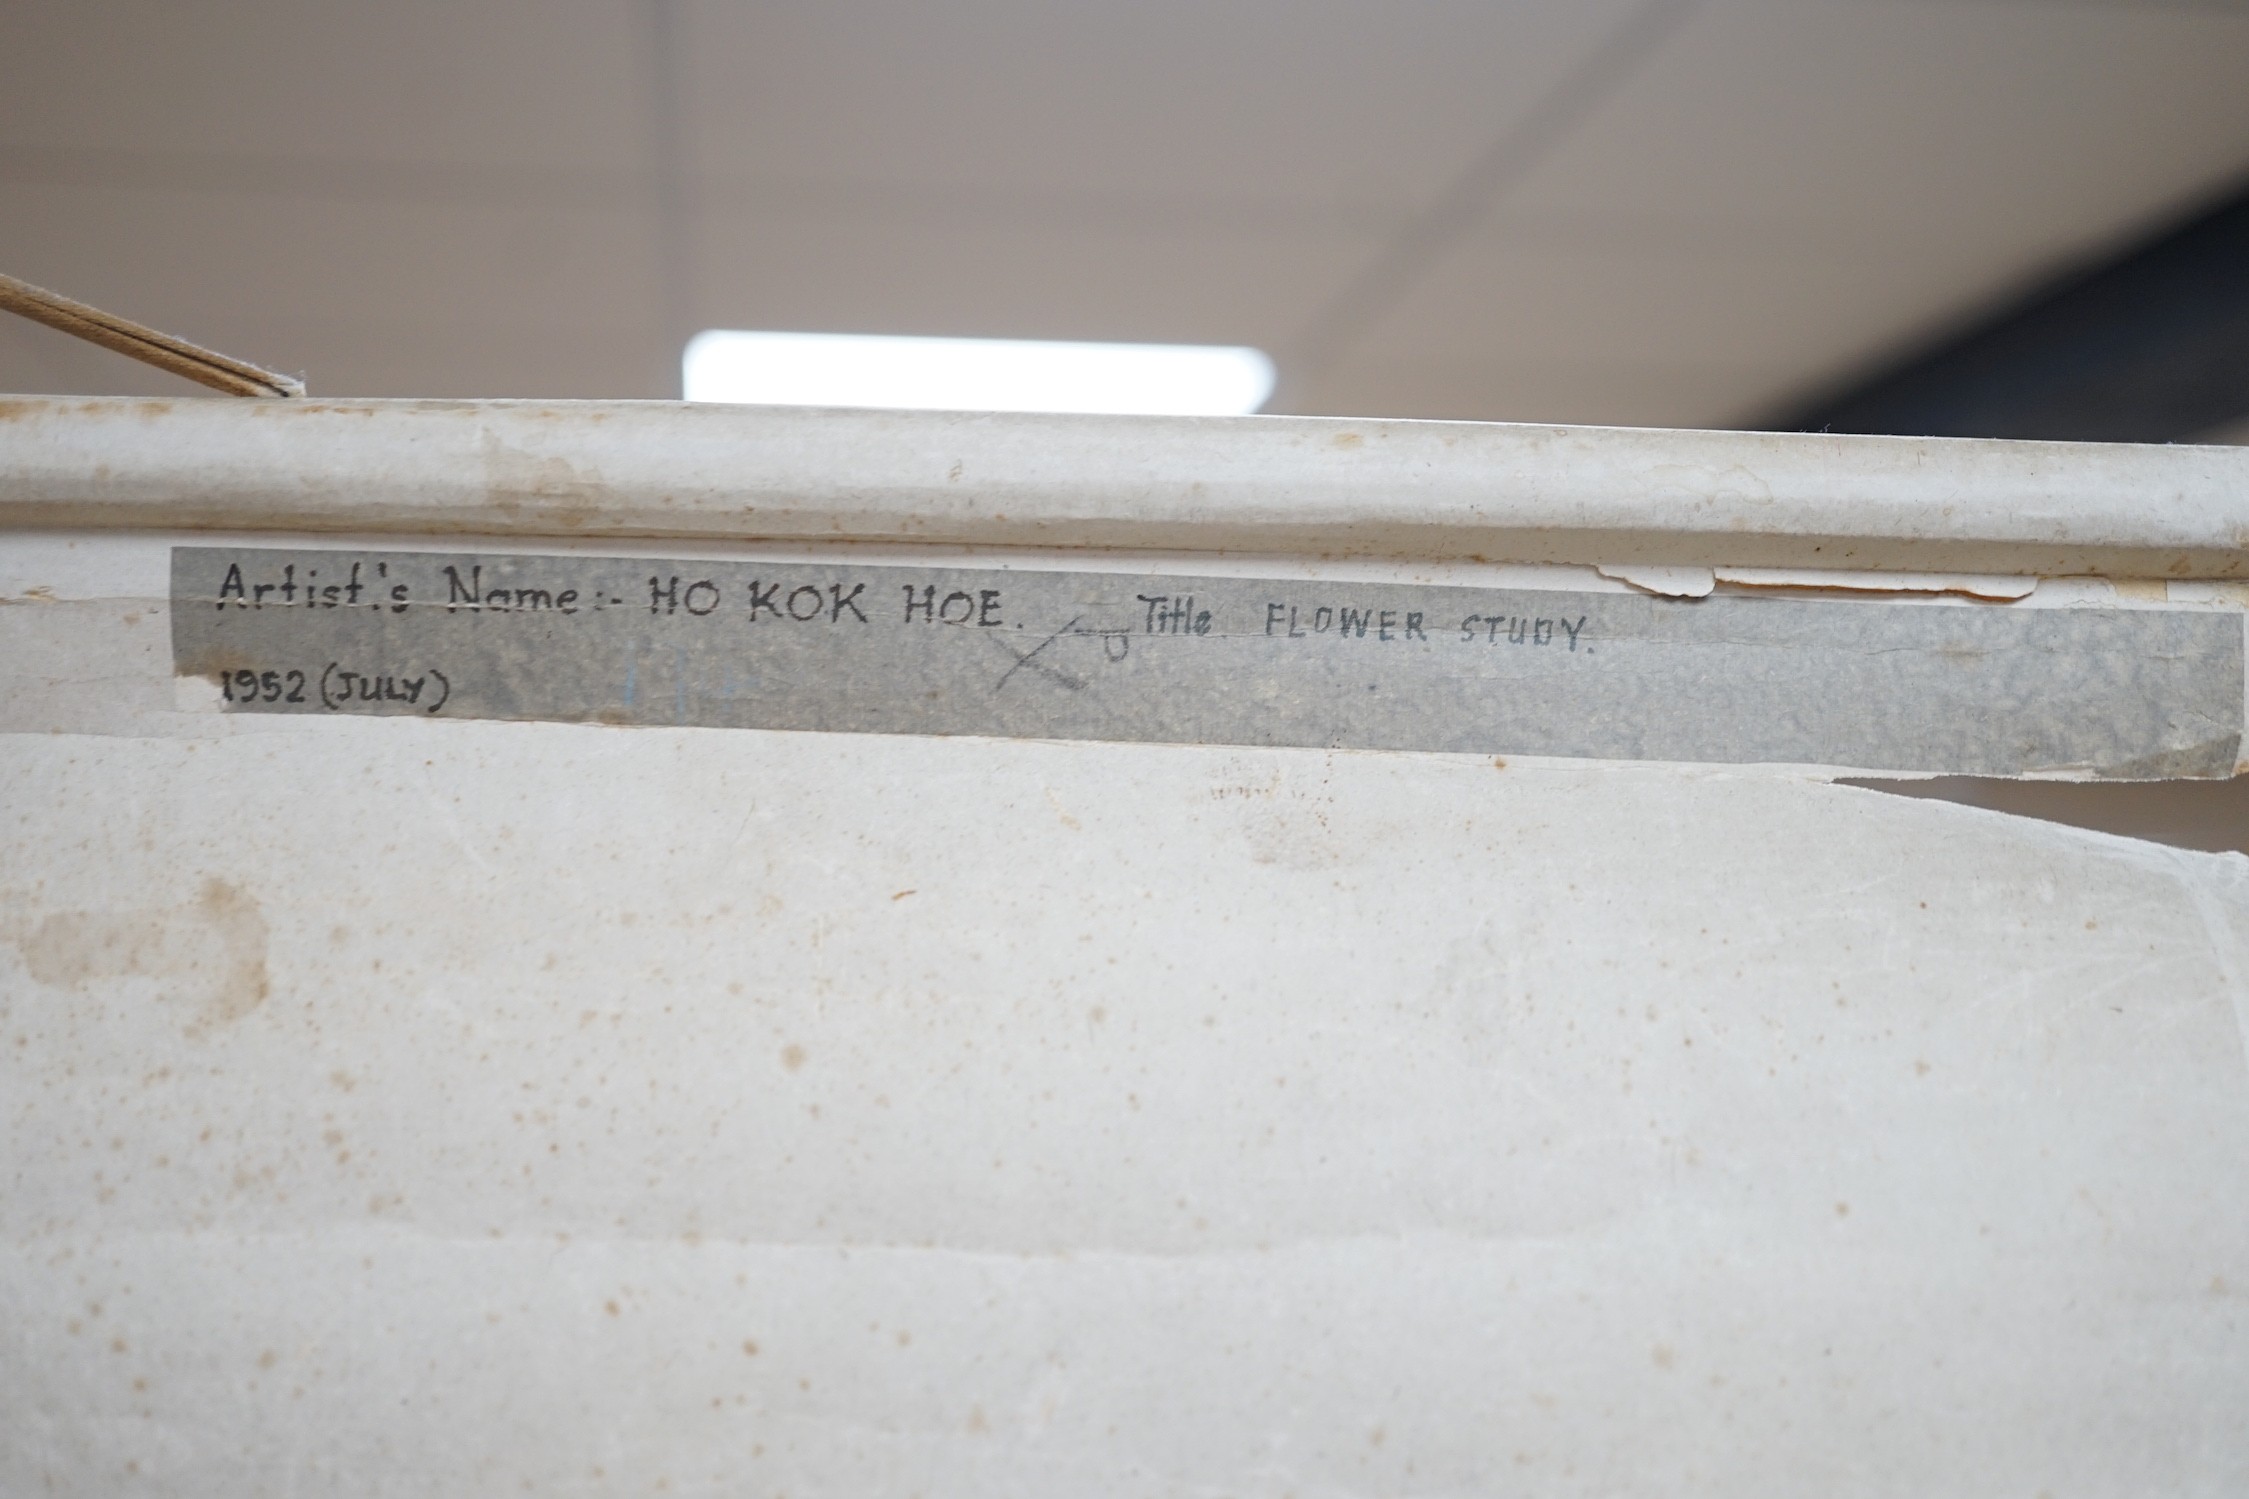 Artist's Name:- HO KOK HOE. Title FLOWER STUDY.
1952 (JULY)